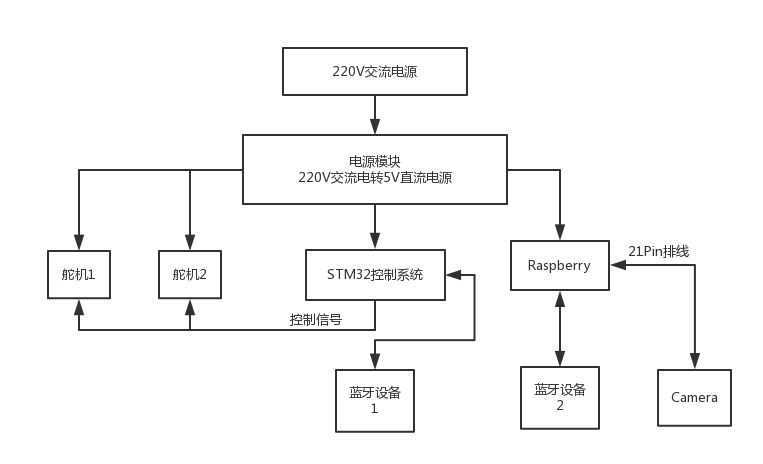 220V交流电源
电源模块
220V交流电转5V直流电源
舵机1
舵机2
STM32控制系统
Raspberry
21Pin排线
控制信号
蓝牙设备
1
蓝牙设备
2
Camera